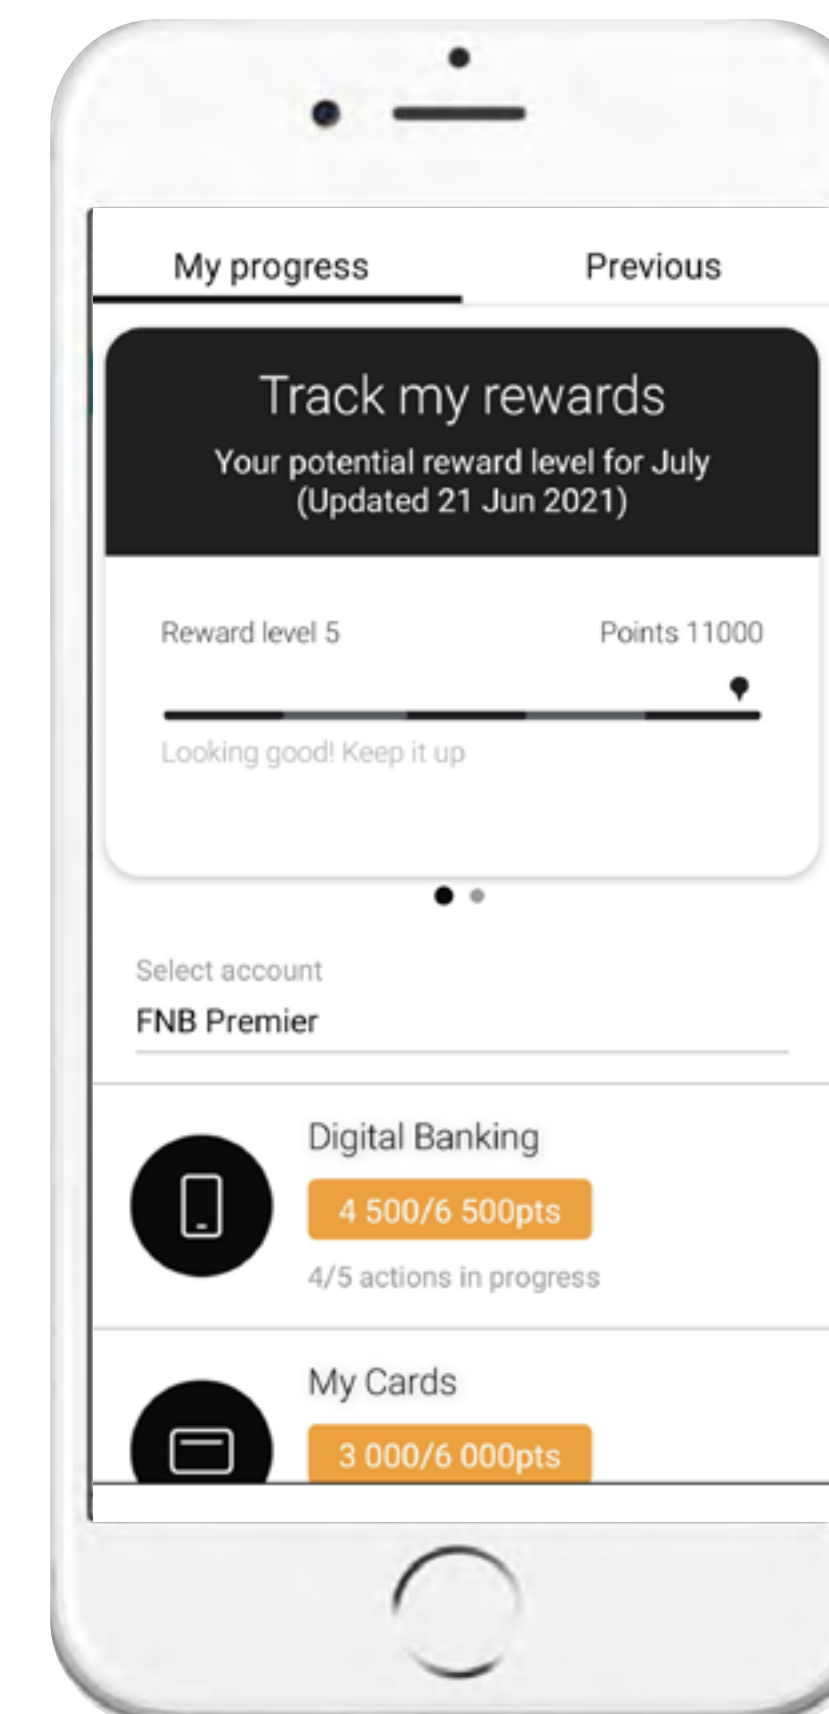 My progress
Previous
Track my rewards
Your potential reward level for July
(Updated 21 Jun 2021)
Reward level 5
Points 11000
Looking good! Keep it up
Select account
FNB Premier
Digital Banking
4 500/6 500pts
4/5 actions in progress
My Cards
3 000/6 000pts